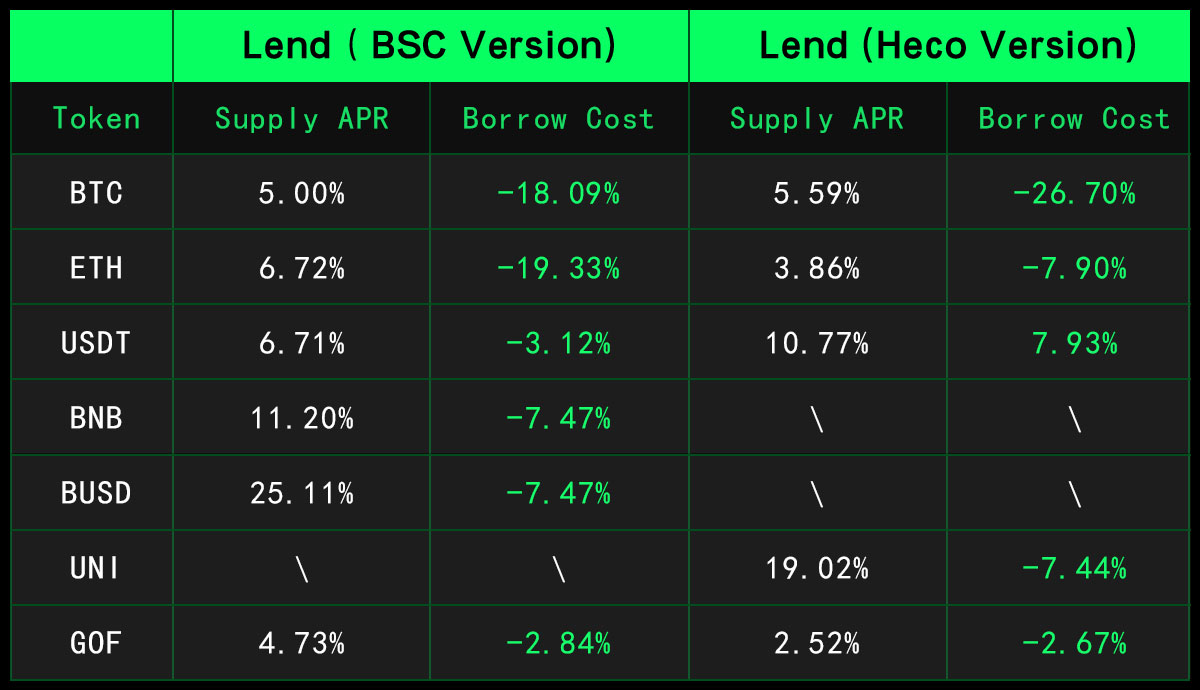 Lend ( BSC Version) Lend (Heco Version)
Token Supply APR Borrow Cost Supply APR Borrow Cost
BTC 5.00% -18.09% 5.59% -26.70%
ETH 6.72% -19.33% 3.86% -7.90%
USDT 6.71% -3.12% 10.77% 7.93%
BNB 11.20% -7.47% \ \
BUSD 25.11% -7.47% \ \
UNI \ \ 19.02% -7.44%
GOF 4.73% -2.84% 2.52% -2.67%